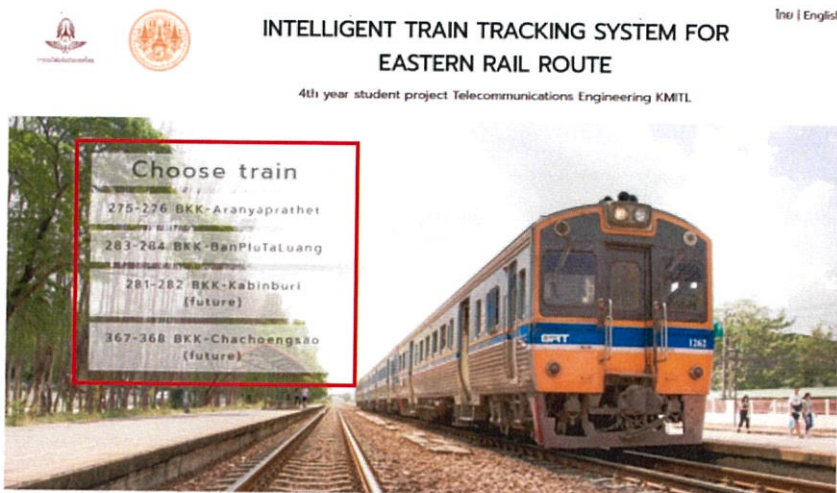 ไทย | English
INTELLIGENT TRAIN TRACKING SYSTEM FOR
EASTERN RAIL ROUTE
4th year student project Telecommunications Engineering KMITL
Choose train
275-276 BKK-Aranyaprathet
283-284 BKK-BanPluTaLuang
281-282 BKK-Kabinburi
(future)
367-368 BKK-Chachoengsao
(future)
SRT
1262